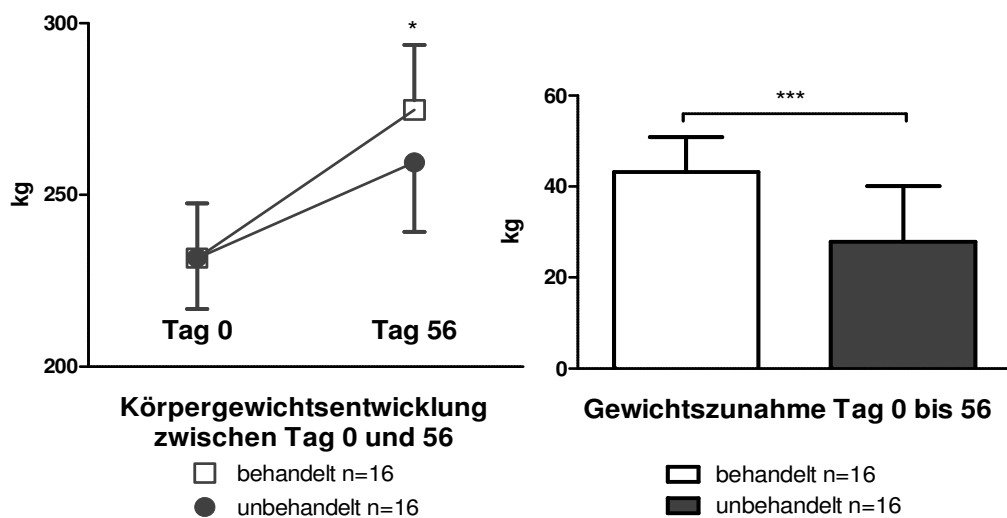 300
*
250
kg
200
Tag 0
Tag 56
Körpergewichtsentwicklung
zwischen Tag 0 und 56
behandelt n=16
unbehandelt n=16
60
***
40
kg
20
0
Gewichtszunahme Tag 0 bis 56
behandelt n=16
unbehandelt n=16